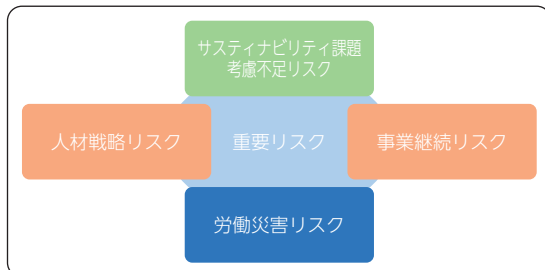 サスティナビリティ課題
考慮不足リスク
人材戦略リスク
重要リスク
事業継続リスク
労働災害リスク